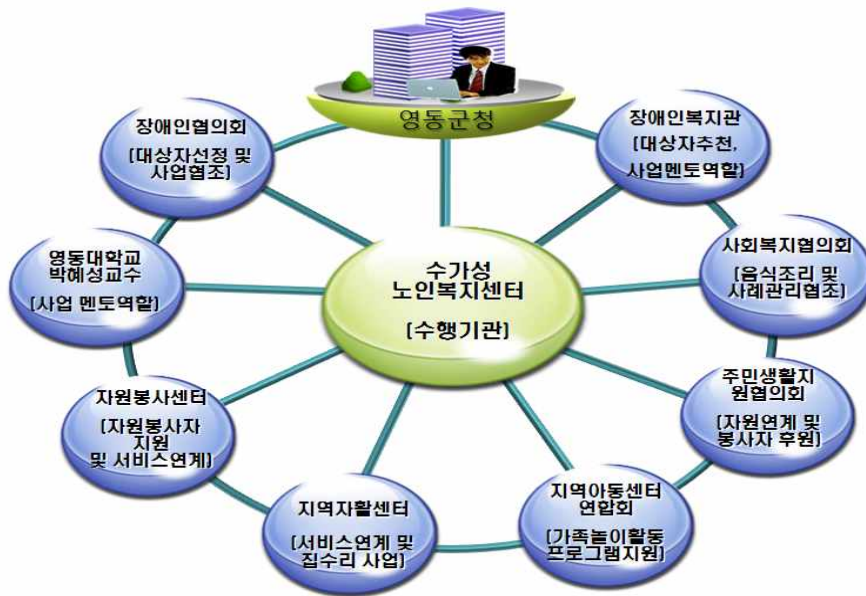 영동군청
장애인협의회
(대상자선정 및
사업협조)
장애인복지관
(대상자추천,
사업멘토역할)
영동대학교
박혜성교수
(사업 멘토역할)
수가성
노인복지센터
(수행기관)
사회복지협의회
(음식조리 및
사례관리협조)
자원봉사센터
(자원봉사자
지원
및 서비스연계)
주민생활지
원협의회
(자원연계 및
봉사자 후원)
지역자활센터
(서비스연계 및
집수리 사업)
지역아동센터
연합회
(가족놀이활동
프로그램지원)